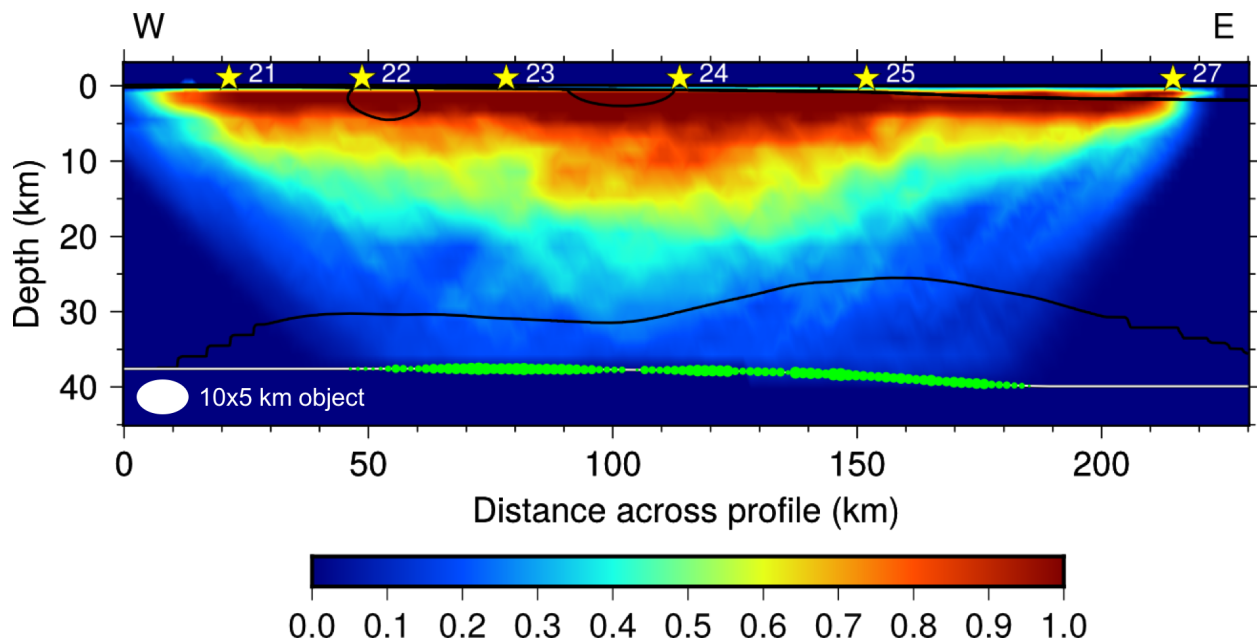 W E
21 22 23 24 25 27
0
10
20
30
40
Depth (km)
10x5 km object
0 50 100 150 200
Distance across profile (km)
0.0 0.1 0.2 0.3 0.4 0.5 0.6 0.7 0.8 0.9 1.0